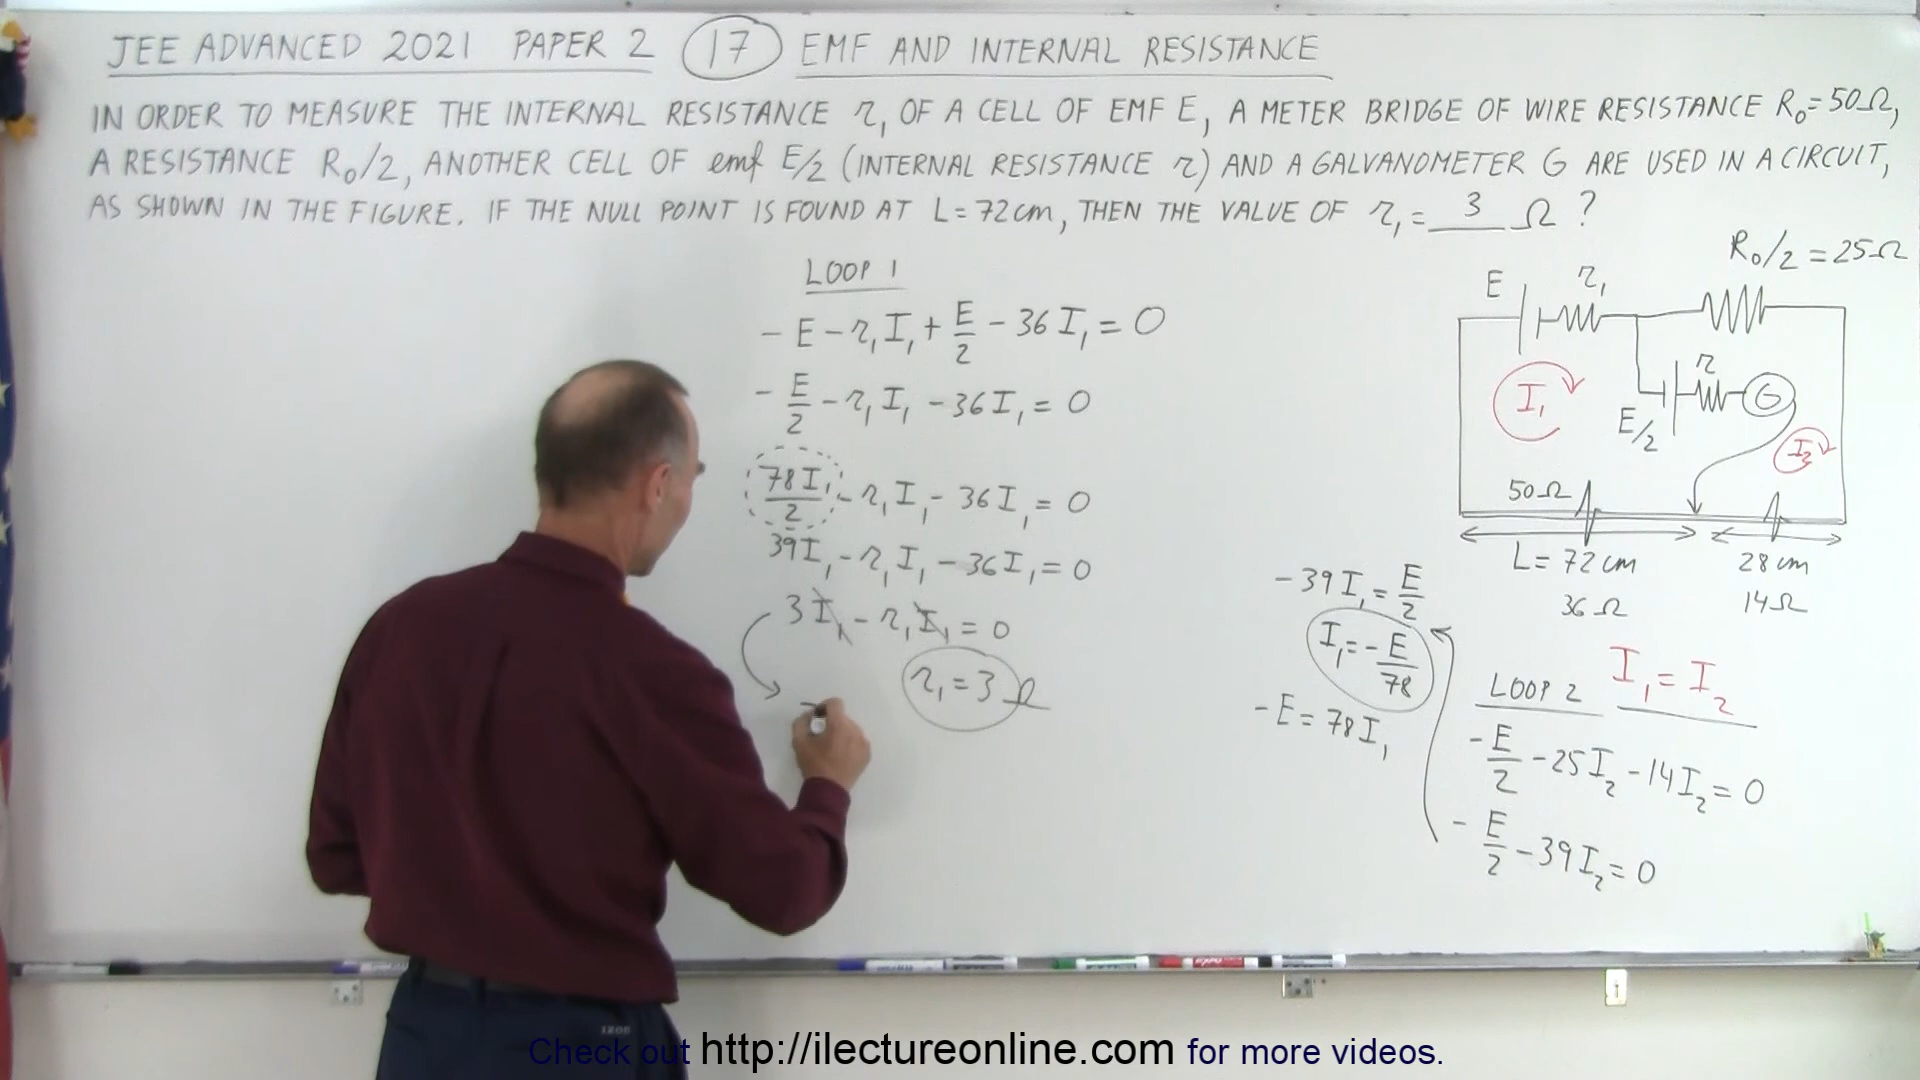 JEE ADVANCED 2021 PAPER 2 17 EMF AND INTERNAL RESISTANCE
IN ORDER TO MEASURE THE INTERNAL RESISTANCE r₁ OF A CELL OF EMF E, A METER BRIDGE OF WIRE RESISTANCE R₀=50Ω,
A RESISTANCE R₀/2, ANOTHER CELL OF emf E/2 (INTERNAL RESISTANCE r) AND A GALVANOMETER G ARE USED IN A CIRCUIT,
AS SHOWN IN THE FIGURE. IF THE NULL POINT IS FOUND AT L=72cm, THEN THE VALUE OF r₁= 3 Ω ?
LOOP 1
-E-r₁I₁+E/2-36I₁=0
-E/2-r₁I₁-36I₁=0
78I₁/2-r₁I₁-36I₁=0
39I₁-r₁I₁-36I₁=0
3I₁-r₁I₁=0
r₁=3Ω
R₀/2=25Ω
E r₁
r
I₁ G
E/2 I₂
50Ω
L=72cm 28cm
36Ω 14Ω
-39I₁=E/2
I₁=-E/78
-E=78I₁
I₁=I₂
LOOP 2
-E/2-25I₂-14I₂=0
-E/2-39I₂=0
Check out http://ilectureonline.com for more videos.